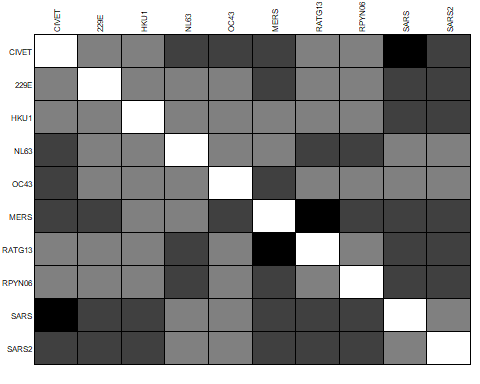 CIVET 229E HKU1 NL63 OC43 MERS RATG13 RPYN06 SARS SARS2
CIVET
229E
HKU1
NL63
OC43
MERS
RATG13
RPYN06
SARS
SARS2